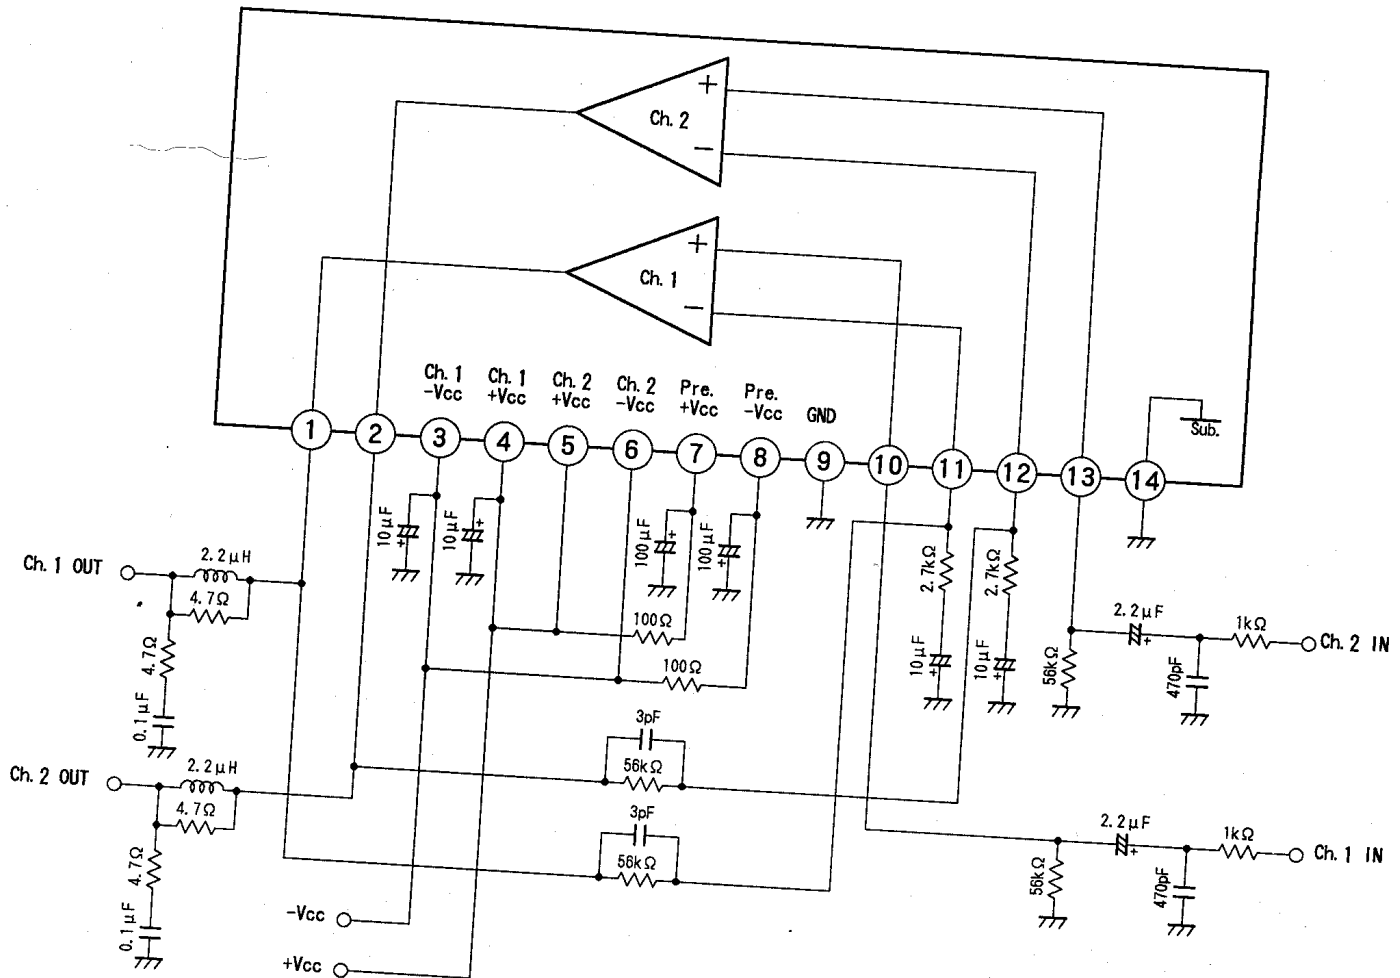 Ch. 2
+
−
Ch. 1
+
−
Ch. 1
-Vcc
Ch. 1
+Vcc
Ch. 2
+Vcc
Ch. 2
-Vcc
Pre.
+Vcc
Pre.
-Vcc
GND
Sub.
1
2
3
4
5
6
7
8
9
10
11
12
13
14
10μF
+
10μF
+
100μF
+
100μF
+
2.7kΩ
2.7kΩ
Ch. 1 OUT
2.2μH
4.7Ω
4.7Ω
0.1μF
100Ω
100Ω
10μF
+
10μF
+
56kΩ
2.2μF
+
1kΩ
Ch. 2 IN
470pF
Ch. 2 OUT
2.2μH
4.7Ω
4.7Ω
0.1μF
3pF
56kΩ
3pF
56kΩ
2.2μF
+
1kΩ
Ch. 1 IN
56kΩ
470pF
-Vcc
+Vcc